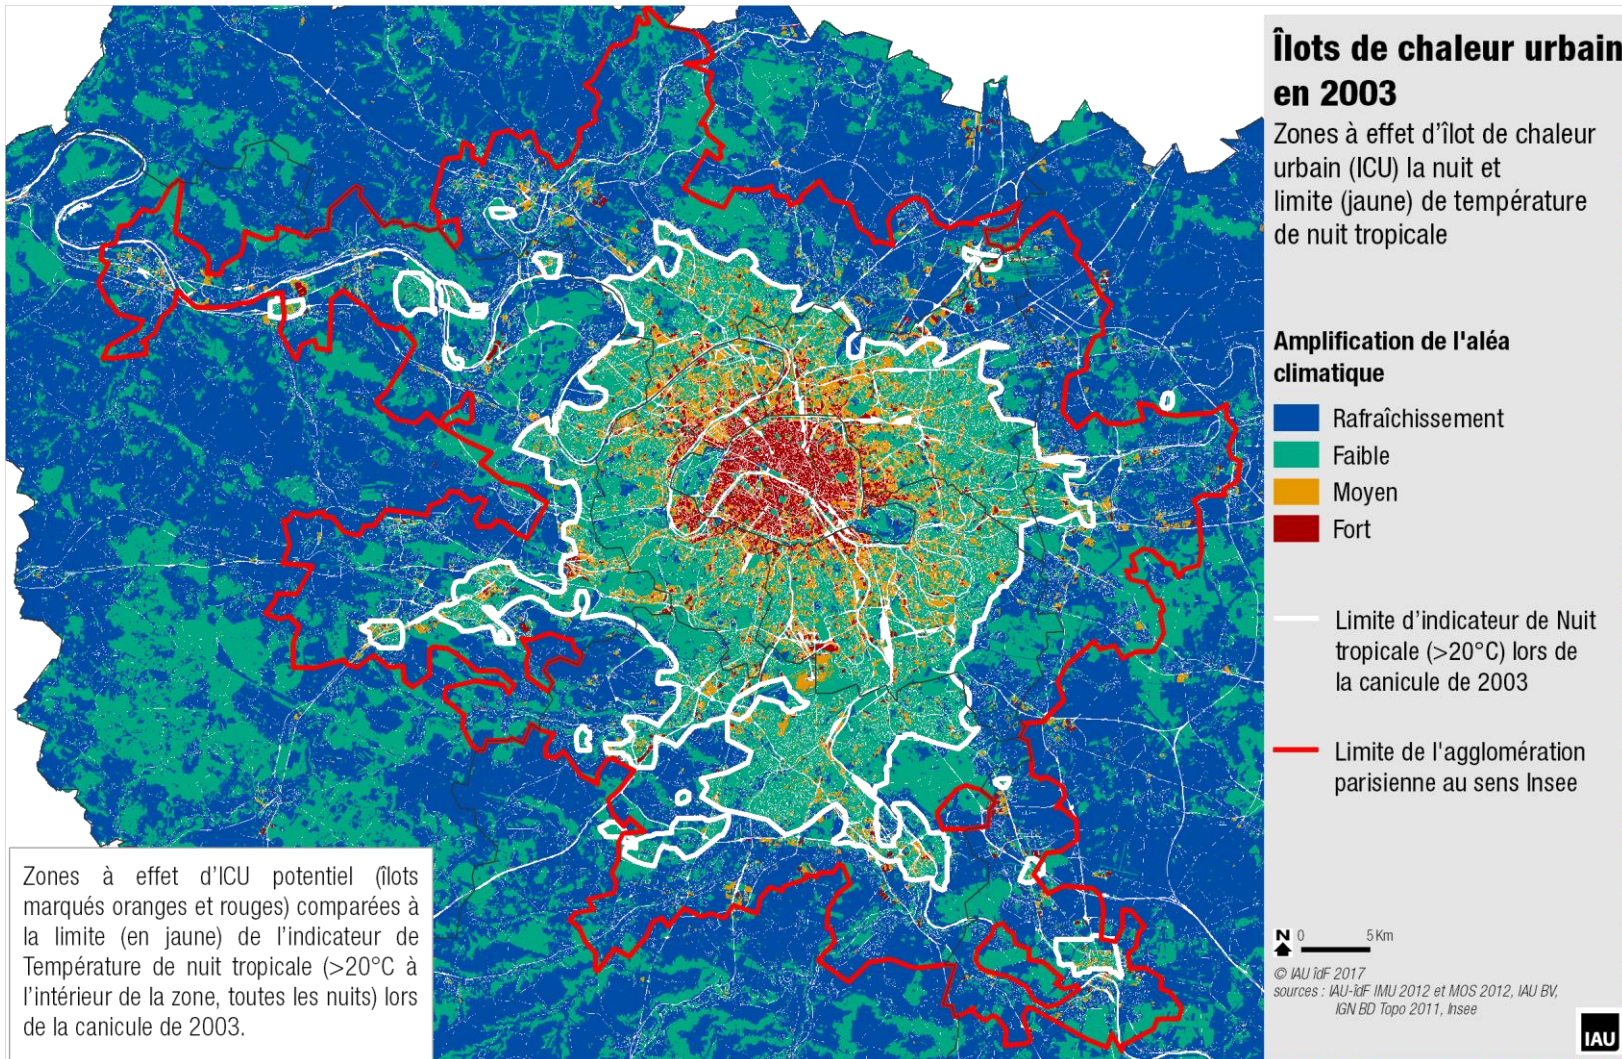 Îlots de chaleur urbain
en 2003
Zones à effet d'îlot de chaleur
urbain (ICU) la nuit et
limite (jaune) de température
de nuit tropicale
Amplification de l'aléa
climatique
Rafraîchissement
Faible
Moyen
Fort
Limite d'indicateur de Nuit
tropicale (>20°C) lors de
la canicule de 2003
Limite de l'agglomération
parisienne au sens Insee
Zones à effet d'ICU potentiel (îlots
marqués oranges et rouges) comparées à
la limite (en jaune) de l'indicateur de
Température de nuit tropicale (>20°C à
l'intérieur de la zone, toutes les nuits) lors
de la canicule de 2003.
N 0 5 Km
© IAU îdF 2017
sources : IAU-îdF IMU 2012 et MOS 2012, IAU BV,
IGN BD Topo 2011, Insee
IAU